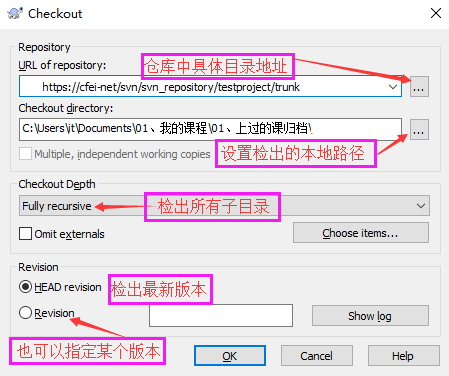 Checkout
Repository
URL of repository:
仓库中具体目录地址
https://cfei-net/svn/svn_repository/testproject/trunk
...
Checkout directory:
C:\Users\t\Documents\01、我的课程\01、上过的课归档\
...
Multiple, independent working copies
设置检出的本地路径
Checkout Depth
Fully recursive
检出所有子目录
Omit externals
Choose items...
Revision
HEAD revision
检出最新版本
Revision
Show log
也可以指定某个版本
OK
Cancel
Help